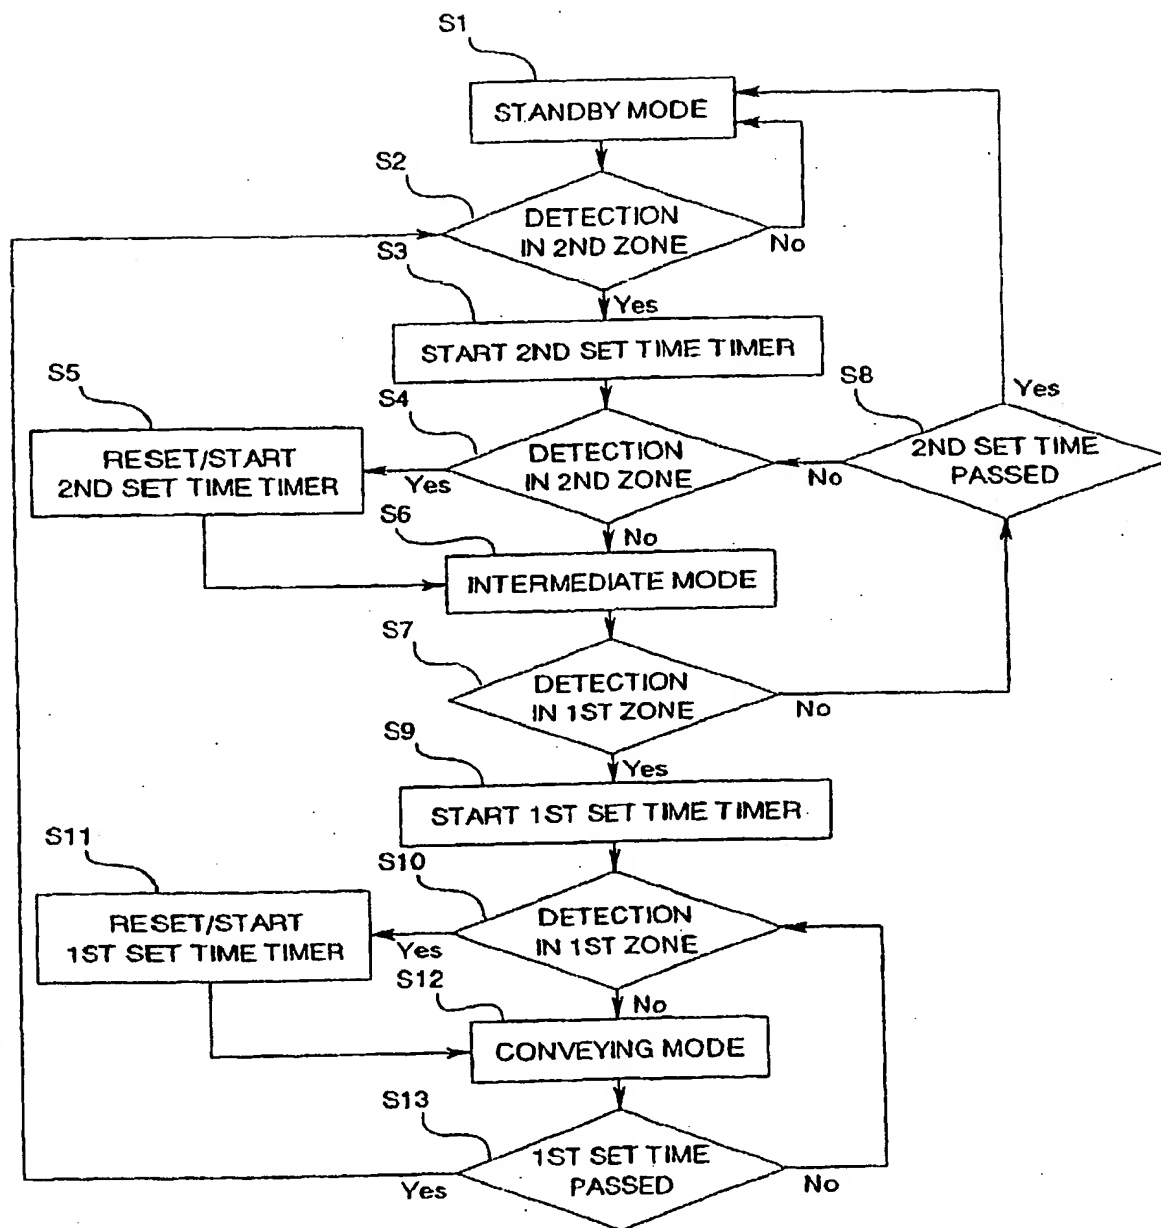 S1
STANDBY MODE
S2
DETECTION
IN 2ND ZONE
No
S3
Yes
START 2ND SET TIME TIMER
S5
S4
S8
Yes
RESET/START
2ND SET TIME TIMER
Yes
DETECTION
IN 2ND ZONE
No
2ND SET TIME
PASSED
S6
No
INTERMEDIATE MODE
S7
DETECTION
IN 1ST ZONE
No
S9
Yes
START 1ST SET TIME TIMER
S11
S10
RESET/START
1ST SET TIME TIMER
Yes
DETECTION
IN 1ST ZONE
S12
No
CONVEYING MODE
S13
1ST SET TIME
PASSED
Yes
No